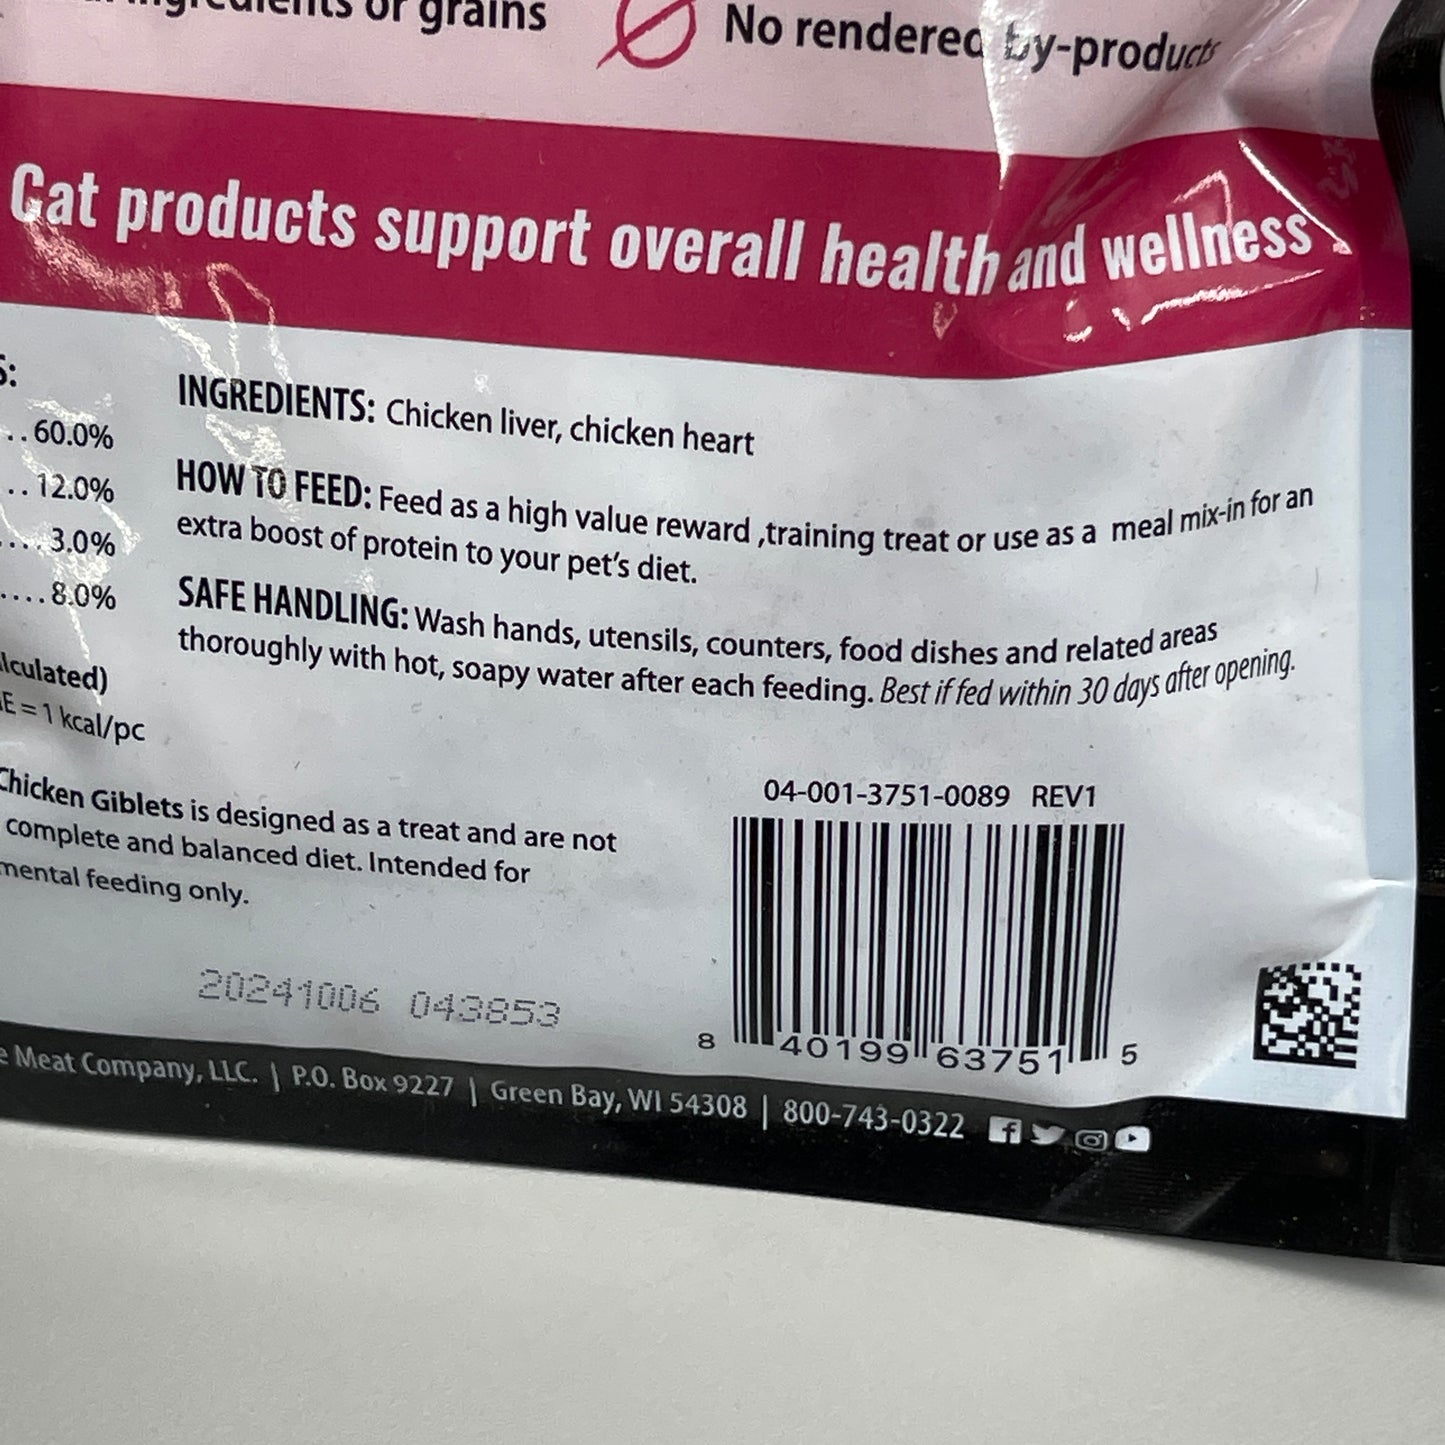 ingredients or grains
No rendered by-products
Cat products support overall health and wellness
S:
..60.0%
..12.0%
....3.0%
....8.0%
lculated)
E = 1 kcal/pc
INGREDIENTS: Chicken liver, chicken heart
HOW TO FEED: Feed as a high value reward ,training treat or use as a meal mix-in for an
extra boost of protein to your pet's diet.
SAFE HANDLING: Wash hands, utensils, counters, food dishes and related areas
thoroughly with hot, soapy water after each feeding. Best if fed within 30 days after opening.
Chicken Giblets is designed as a treat and are not
complete and balanced diet. Intended for
mental feeding only.
04-001-3751-0089 REV1
8 40199 63751 5
20241006 043853
e Meat Company, LLC. | P.O. Box 9227 | Green Bay, WI 54308 | 800-743-0322